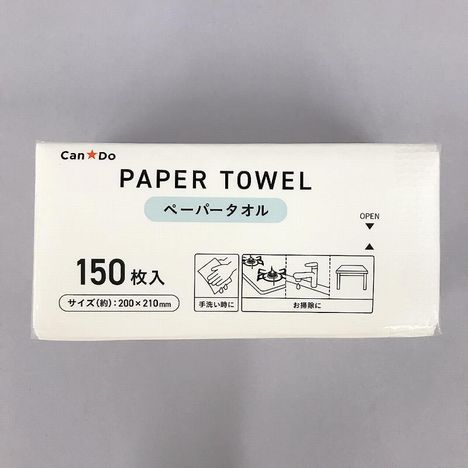 Can★Do
PAPER TOWEL
ペーパータオル
OPEN
▼
▲
150枚入
サイズ(約):200×210mm
手洗い時に
お掃除に